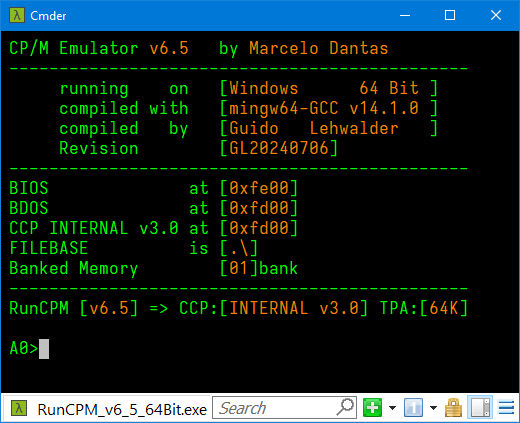 Cmder
CP/M Emulator v6.5   by Marcelo Dantas
----------------------------------------------
     running    on   [Windows      64 Bit ]
     compiled with   [mingw64-GCC v14.1.0 ]
     compiled   by   [Guido   Lehwalder   ]
     Revision        [GL20240706]
----------------------------------------------
BIOS              at [0xfe00]
BDOS              at [0xfd00]
CCP INTERNAL v3.0 at [0xfd00]
FILEBASE          is [.\]
Banked Memory        [01]bank
----------------------------------------------
RunCPM [v6.5] => CCP:[INTERNAL v3.0] TPA:[64K]
A0>
RunCPM_v6_5_64Bit.exe Search